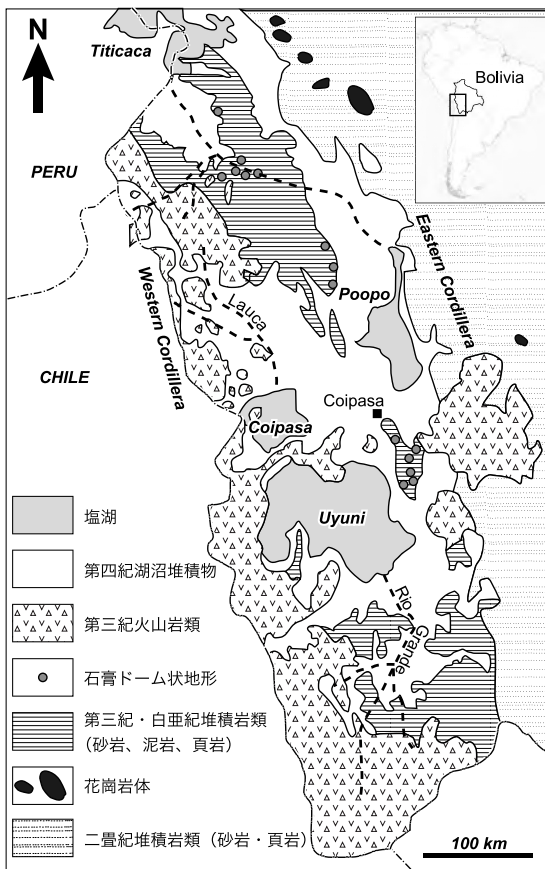 N
Titicaca
Bolivia
PERU
Eastern Cordillera
Western Cordillera
Lauca
Poopo
CHILE
Coipasa
Coipasa
Uyuni
Rio Grande
塩湖
第四紀湖沼堆積物
第三紀火山岩類
石膏ドーム状地形
第三紀・白亜紀堆積岩類
（砂岩、泥岩、頁岩）
花崗岩体
二畳紀堆積岩類（砂岩・頁岩）
100 km